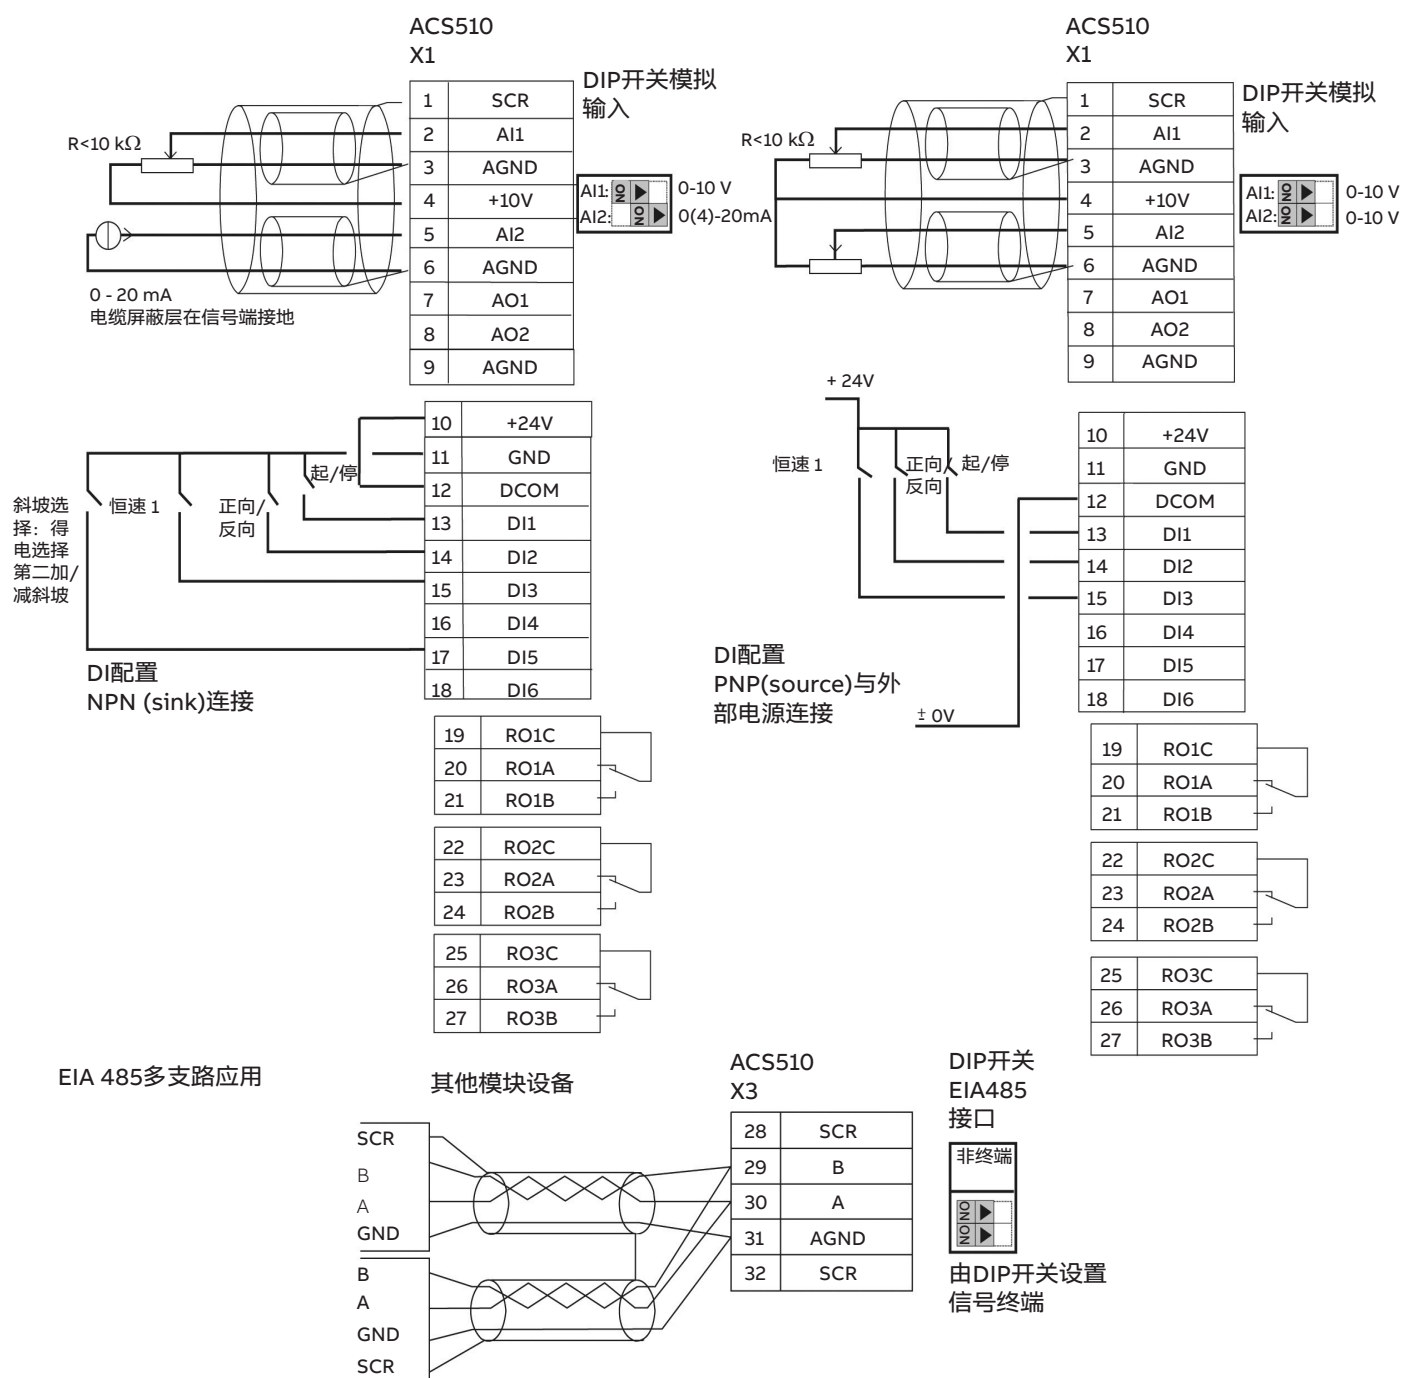 ACS510
X1
DIP开关模拟
输入
1 SCR
2 AI1
3 AGND
4 +10V
5 AI2
6 AGND
7 AO1
8 AO2
9 AGND
R<10 kΩ
AI1: ON 0-10 V
AI2: ON 0(4)-20mA
0 - 20 mA
电缆屏蔽层在信号端接地
10 +24V
11 GND
12 DCOM
13 DI1
14 DI2
15 DI3
16 DI4
17 DI5
18 DI6
起/停
正向/
反向
恒速 1
斜坡选
择：得
电选择
第二加/
减斜坡
DI配置
NPN (sink)连接
19 RO1C
20 RO1A
21 RO1B
22 RO2C
23 RO2A
24 RO2B
25 RO3C
26 RO3A
27 RO3B
ACS510
X1
DIP开关模拟
输入
1 SCR
2 AI1
3 AGND
4 +10V
5 AI2
6 AGND
7 AO1
8 AO2
9 AGND
R<10 kΩ
AI1: ON 0-10 V
AI2: ON 0-10 V
+ 24V
10 +24V
11 GND
12 DCOM
13 DI1
14 DI2
15 DI3
16 DI4
17 DI5
18 DI6
恒速 1
正向/
反向
起/停
DI配置
PNP(source)与外
部电源连接
± 0V
19 RO1C
20 RO1A
21 RO1B
22 RO2C
23 RO2A
24 RO2B
25 RO3C
26 RO3A
27 RO3B
EIA 485多支路应用
其他模块设备
ACS510
X3
DIP开关
EIA485
接口
SCR
B
A
GND
B
A
GND
SCR
28 SCR
29 B
30 A
31 AGND
32 SCR
非终端
ON
ON
由DIP开关设置
信号终端